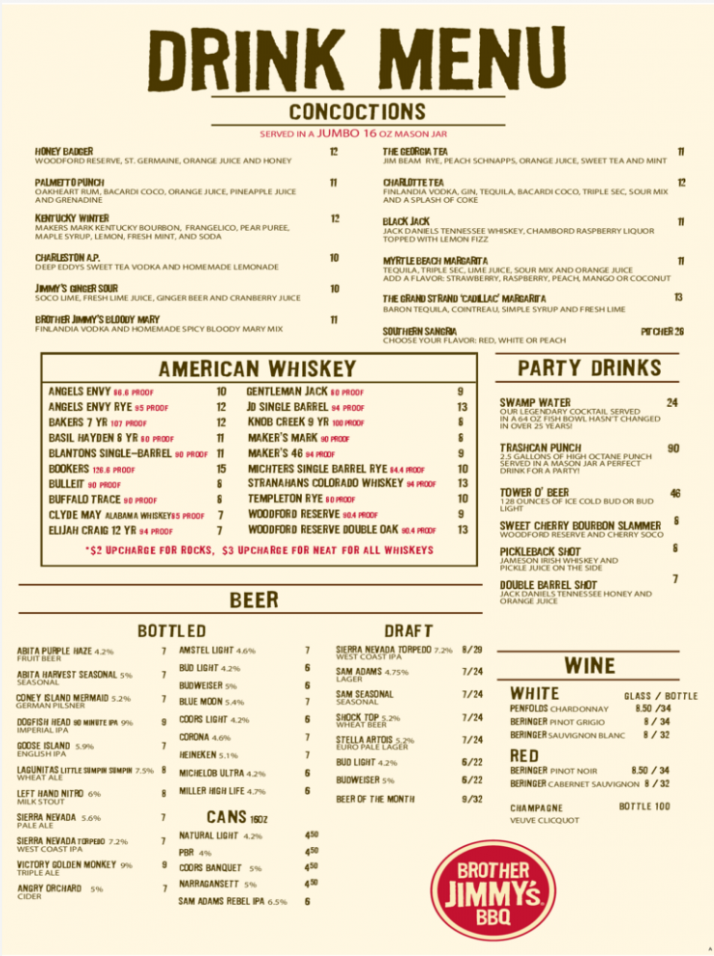 DRINK MENU
CONCOCTIONS
SERVED IN A JUMBO 16 OZ MASON JAR
HONEY BADGER 12
WOODFORD RESERVE, ST. GERMAINE, ORANGE JUICE AND HONEY
PALMETTO PUNCH 11
OAKHEART RUM, BACARDI COCO, ORANGE JUICE, PINEAPPLE JUICE
AND GRENADINE
KENTUCKY WINTER 12
MAKERS MARK KENTUCKY BOURBON, FRANGELICO, PEAR PUREE,
MAPLE SYRUP, LEMON, FRESH MINT, AND SODA
CHARLESTON A.P. 10
DEEP EDDYS SWEET TEA VODKA AND HOMEMADE LEMONADE
JIMMY'S GINGER SOUR 10
SOCO LIME, FRESH LIME JUICE, GINGER BEER AND CRANBERRY JUICE
BROTHER JIMMY'S BLOODY MARY 11
FINLANDIA VODKA AND HOMEMADE SPICY BLOODY MARY MIX
THE GEORGIA TEA 11
JIM BEAM RYE, PEACH SCHNAPPS, ORANGE JUICE, SWEET TEA AND MINT
CHARLOTTE TEA 12
FINLANDIA VODKA, GIN, TEQUILA, BACARDI COCO, TRIPLE SEC, SOUR MIX
AND A SPLASH OF COKE
BLACK JACK 11
JACK DANIELS TENNESSEE WHISKEY, CHAMBORD RASPBERRY LIQUOR
TOPPED WITH LEMON FIZZ
MYRTLE BEACH MARGARITA 11
TEQUILA, TRIPLE SEC, LIME JUICE, SOUR MIX AND ORANGE JUICE
ADD A FLAVOR: STRAWBERRY, RASPBERRY, PEACH, MANGO OR COCONUT
THE GRAND STRAND 'CADILLAC' MARGARITA 13
BARON TEQUILA, COINTREAU, SIMPLE SYRUP AND FRESH LIME
SOUTHERN SANGRIA PITCHER 26
CHOOSE YOUR FLAVOR: RED, WHITE OR PEACH
AMERICAN WHISKEY
ANGELS ENVY 86.6 PROOF 10
ANGELS ENVY RYE 95 PROOF 12
BAKERS 7 YR 107 PROOF 12
BASIL HAYDEN 8 YR 80 PROOF 11
BLANTONS SINGLE-BARREL 90 PROOF 11
BOOKERS 126.8 PROOF 15
BULLEIT 90 PROOF
BUFFALO TRACE 90 PROOF
CLYDE MAY ALABAMA WHISKEY85 PROOF 7
ELIJAH CRAIG 12 YR 94 PROOF 7
GENTLEMAN JACK 80 PROOF 9
JD SINGLE BARREL 94 PROOF 13
KNOB CREEK 9 YR 100 PROOF
MAKER'S MARK 90 PROOF
MAKER'S 46 94 PROOF 9
MICHTERS SINGLE BARREL RYE 84.4 PROOF 10
STRANAHANS COLORADO WHISKEY 94 PROOF 13
TEMPLETON RYE 80 PROOF 10
WOODFORD RESERVE 90.4 PROOF 9
WOODFORD RESERVE DOUBLE OAK 90.4 PROOF 13
*$2 UPCHARGE FOR ROCKS, $3 UPCHARGE FOR NEAT FOR ALL WHISKEYS
PARTY DRINKS
SWAMP WATER 24
OUR LEGENDARY COCKTAIL SERVED
IN A 64 OZ FISH BOWL HASN'T CHANGED
IN OVER 25 YEARS!
TRASHCAN PUNCH 90
2.5 GALLONS OF HIGH OCTANE PUNCH
SERVED IN A MASON JAR A PERFECT
DRINK FOR A PARTY!
TOWER O' BEER 46
128 OUNCES OF ICE COLD BUD OR BUD
LIGHT
SWEET CHERRY BOURBON SLAMMER
WOODFORD RESERVE AND CHERRY SOCO
PICKLEBACK SHOT
JAMESON IRISH WHISKEY AND
PICKLE JUICE ON THE SIDE
DOUBLE BARREL SHOT 7
JACK DANIELS TENNESSEE HONEY AND
ORANGE JUICE
BEER
BOTTLED
ABITA PURPLE HAZE 4.2% 7
FRUIT BEER
ABITA HARVEST SEASONAL 5% 7
SEASONAL
CONEY ISLAND MERMAID 5.2% 7
GERMAN PILSNER
DOGFISH HEAD 90 MINUTE IPA 9% 9
IMPERIAL IPA
GOOSE ISLAND 5.9% 7
ENGLISH IPA
LAGUNITAS LITTLE SUMPIN SUMPIN 7.5% 8
WHEAT ALE
LEFT HAND NITRO 6% 8
MILK STOUT
SIERRA NEVADA 5.6% 7
PALE ALE
SIERRA NEVADA TORPEDO 7.2% 7
WEST COAST IPA
VICTORY GOLDEN MONKEY 9% 9
TRIPLE ALE
ANGRY ORCHARD 5% 7
CIDER
AMSTEL LIGHT 4.6% 7
BUD LIGHT 4.2% 6
BUDWEISER 5% 6
BLUE MOON 5.4% 7
COORS LIGHT 4.2% 6
CORONA 4.6% 7
HEINEKEN 5.1% 7
MICHELOB ULTRA 4.2% 6
MILLER HIGH LIFE 4.7% 6
CANS 16OZ
NATURAL LIGHT 4.2% 4.50
PBR 4% 4.50
COORS BANQUET 5% 4.50
NARRAGANSETT 5% 4.50
SAM ADAMS REBEL IPA 6.5% 6
DRAFT
SIERRA NEVADA TORPEDO 7.2% 8/29
WEST COAST IPA
SAM ADAMS 4.75% 7/24
LAGER
SAM SEASONAL 7/24
SEASONAL
SHOCK TOP 5.2% 7/24
WHEAT BEER
STELLA ARTOIS 5.2% 7/24
EURO PALE LAGER
BUD LIGHT 4.2% 6/22
BUDWEISER 5% 6/22
BEER OF THE MONTH 9/32
WINE
WHITE GLASS / BOTTLE
PENFOLDS CHARDONNAY 8.50 /34
BERINGER PINOT GRIGIO 8 / 34
BERINGER SAUVIGNON BLANC 8 / 32
RED
BERINGER PINOT NOIR 8.50 / 34
BERINGER CABERNET SAUVIGNON 8 / 32
CHAMPAGNE BOTTLE 100
VEUVE CLICQUOT
BROTHER
JIMMY'S
BBQ
A